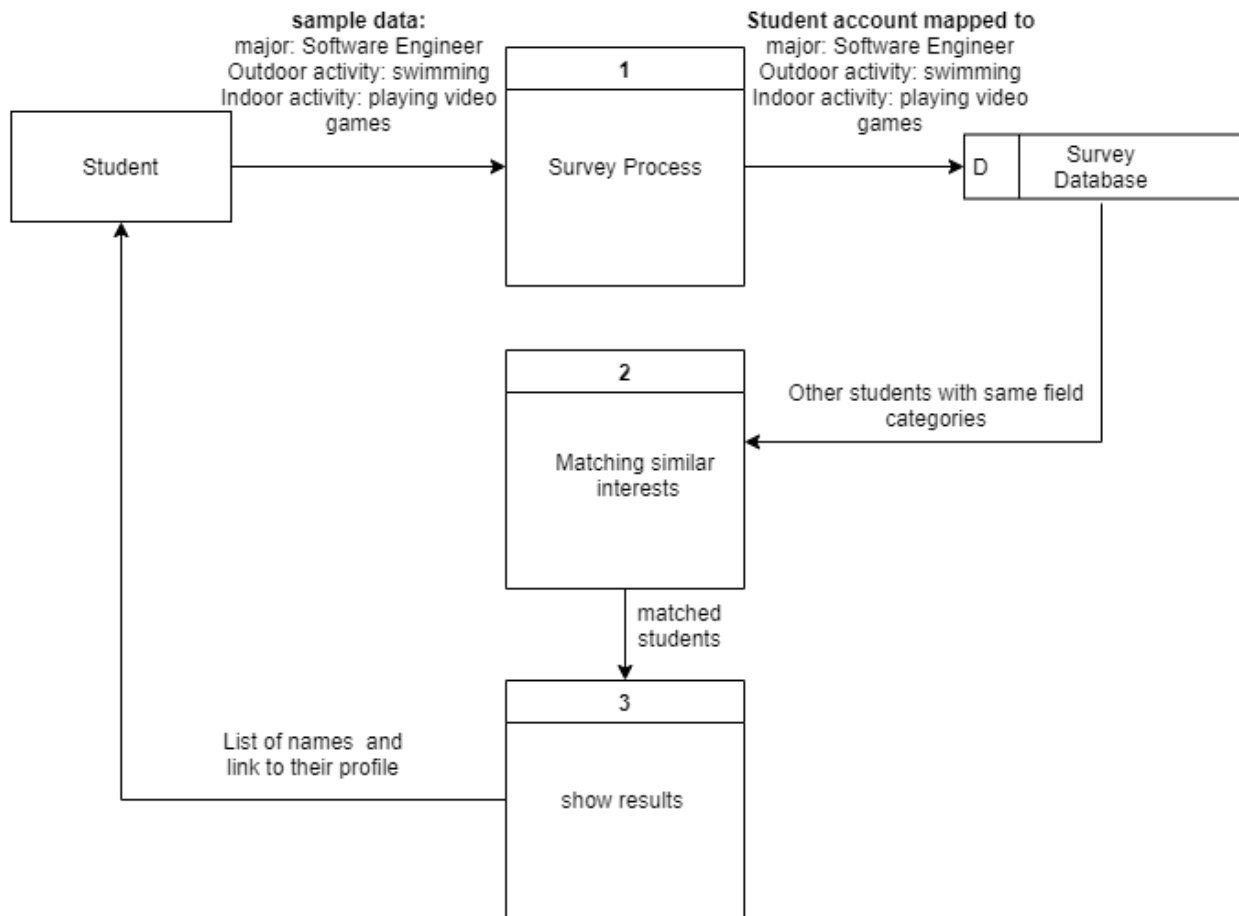 sample data:
major: Software Engineer
Outdoor activity: swimming
Indoor activity: playing video
games
Student account mapped to
major: Software Engineer
Outdoor activity: swimming
Indoor activity: playing video
games
Student
1
Survey Process
D
Survey
Database
2
Matching similar
interests
Other students with same field
categories
matched
students
3
show results
List of names and
link to their profile